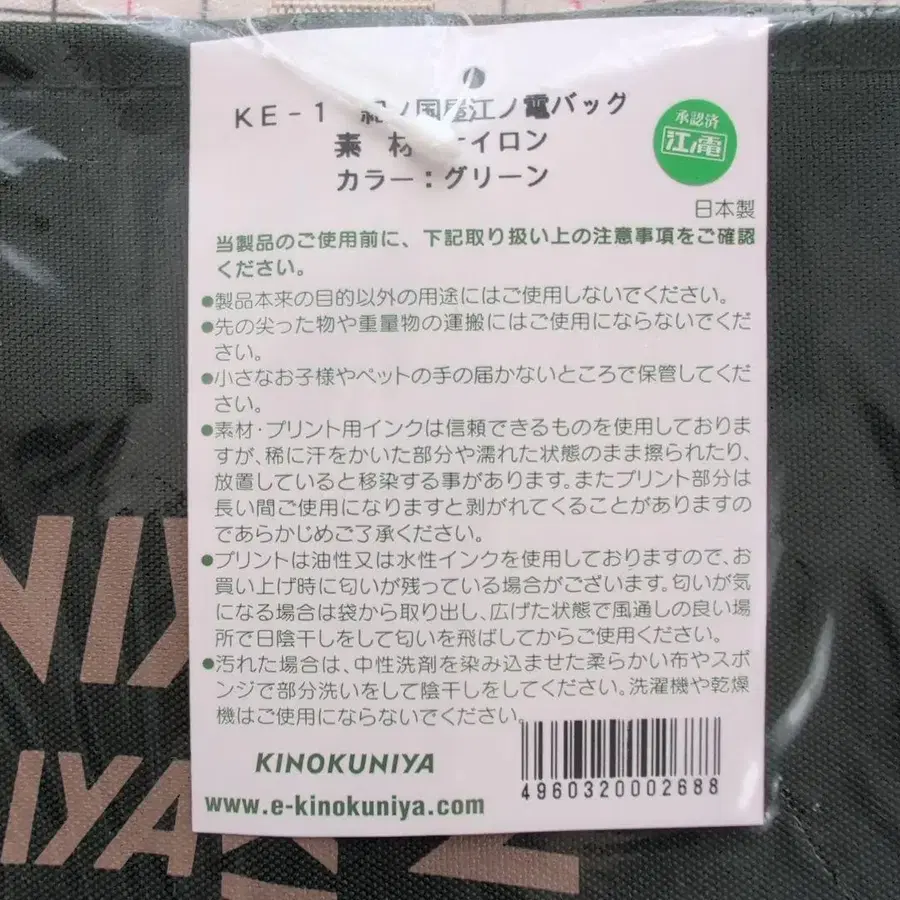 KE-1 紀ノ国屋江ノ電バッグ
素 材 ナイロン
カラー:グリーン
承認済
江ノ電
日本製
当製品のご使用前に、下記取り扱い上の注意事項をご確認
ください。
●製品本来の目的以外の用途にはご使用しないでください。
●先の尖った物や重量物の運搬にはご使用にならないでくだ
さい。
●小さなお子様やペットの手の届かないところで保管してくだ
さい。
●素材・プリント用インクは信頼できるものを使用しておりま
すが、稀に汗をかいた部分や濡れた状態のまま擦られたり、
放置していると移染する事があります。またプリント部分は
長い間ご使用になりますと剥がれてくることがありますの
であらかじめご了承ください。
●プリントは油性又は水性インクを使用しておりますので、お
買い上げ時に匂いが残っている場合がございます。匂いが気
になる場合は袋から取り出し、広げた状態で風通しの良い場
所で日陰干しをして匂いを飛ばしてからご使用ください。
●汚れた場合は、中性洗剤を染み込ませた柔らかい布やスポ
ンジで部分洗いをして陰干しをしてください。洗濯機や乾燥
機はご使用にならないでください。
KINOKUNIYA
www.e-kinokuniya.com
4960320002688
NIY
IYA